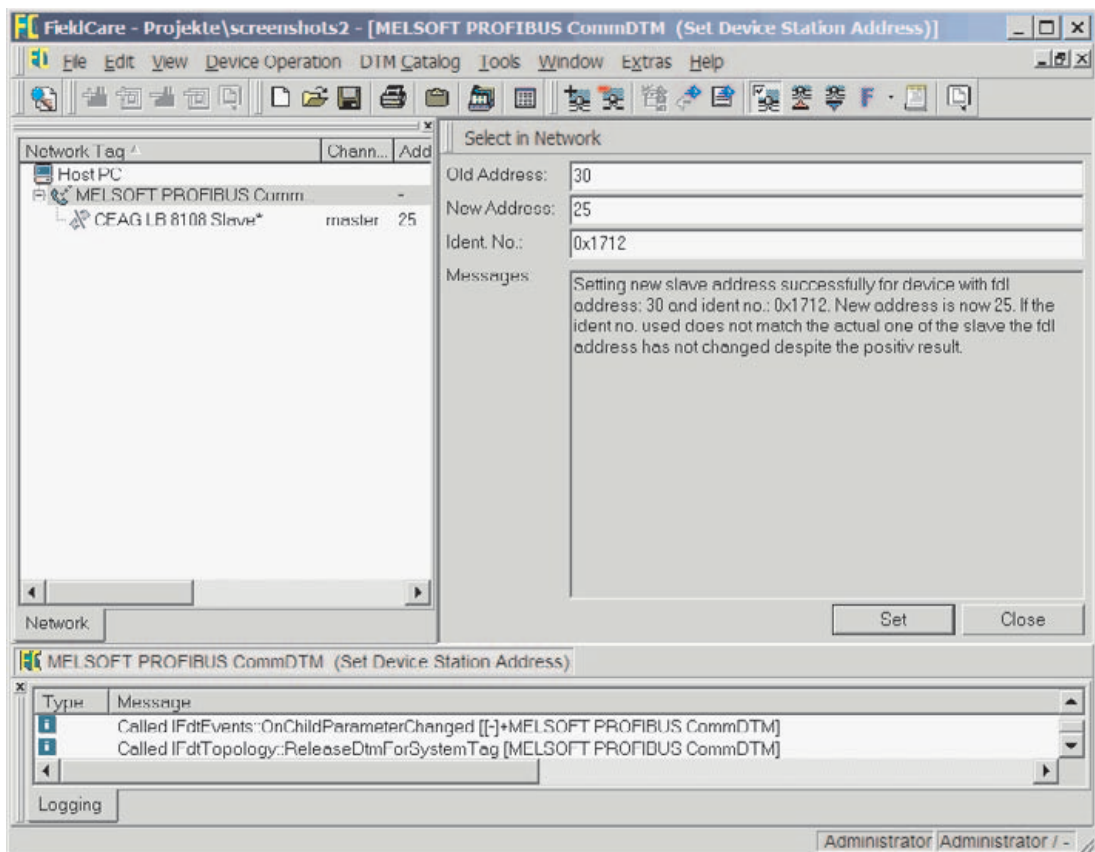 FieldCare - Projekte\screenshots2 - [MELSOFT PROFIBUS CommDTM (Set Device Station Address)]
File Edit View Device Operation DTM Catalog Tools Window Extras Help
Network Tag Chann... Add
Host PC
MELSOFT PROFIBUS Comm...
-
CEAG LB 8108 Slave* master 25
Network
Select in Network
Old Address: 30
New Address: 25
Ident. No.: 0x1712
Messages
Setting new slave address successfully for device with fdl
address: 30 and ident no.: 0x1712. New address is now 25. If the
ident no. used does not match the actual one of the slave the fdl
address has not changed despite the positiv result.
Set Close
MELSOFT PROFIBUS CommDTM (Set Device Station Address)
Type Message
Called IFdtEvents::OnChildParameterChanged [[-]+MELSOFT PROFIBUS CommDTM]
Called IFdtTopology::ReleaseDtmForSystemTag [MELSOFT PROFIBUS CommDTM]
Logging
Administrator Administrator / -